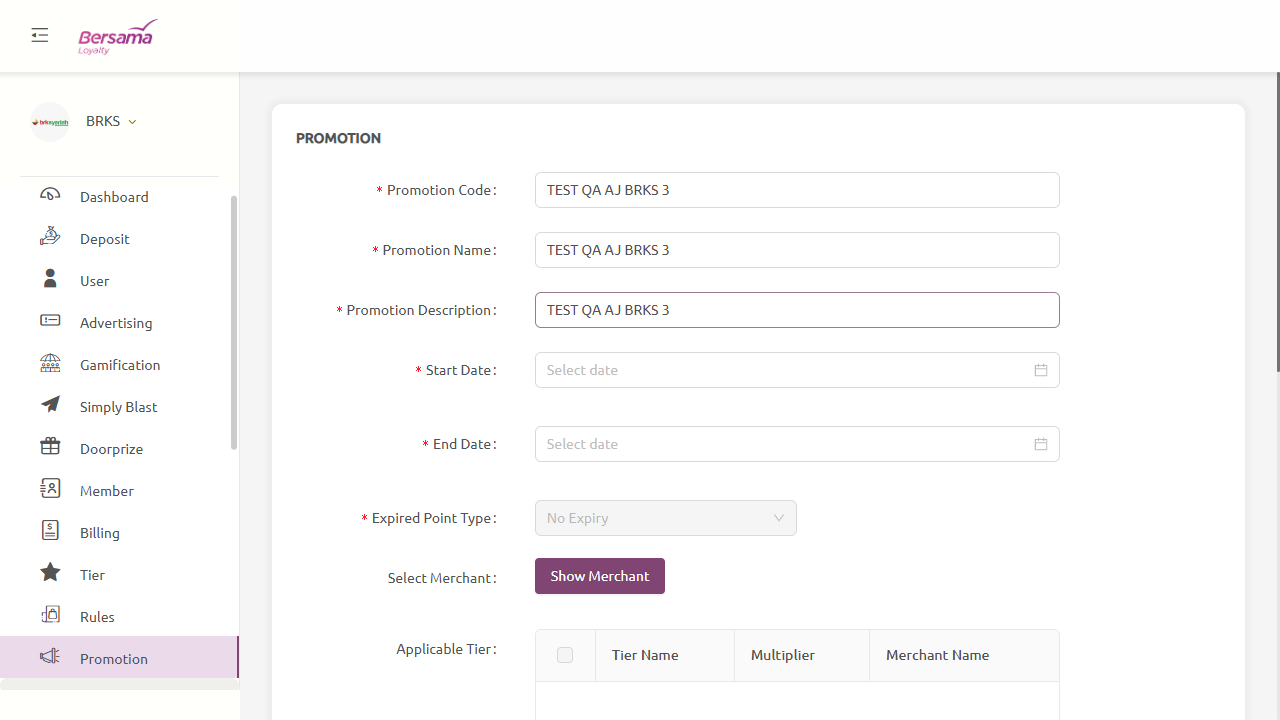 Bersama
Loyalty
brksyariah
BRKS
Dashboard
Deposit
User
Advertising
Gamification
Simply Blast
Doorprize
Member
Billing
Tier
Rules
Promotion
PROMOTION
* Promotion Code: TEST QA AJ BRKS 3
* Promotion Name: TEST QA AJ BRKS 3
* Promotion Description: TEST QA AJ BRKS 3
* Start Date: Select date
* End Date: Select date
* Expired Point Type: No Expiry
Select Merchant: Show Merchant
Applicable Tier: Tier Name Multiplier Merchant Name